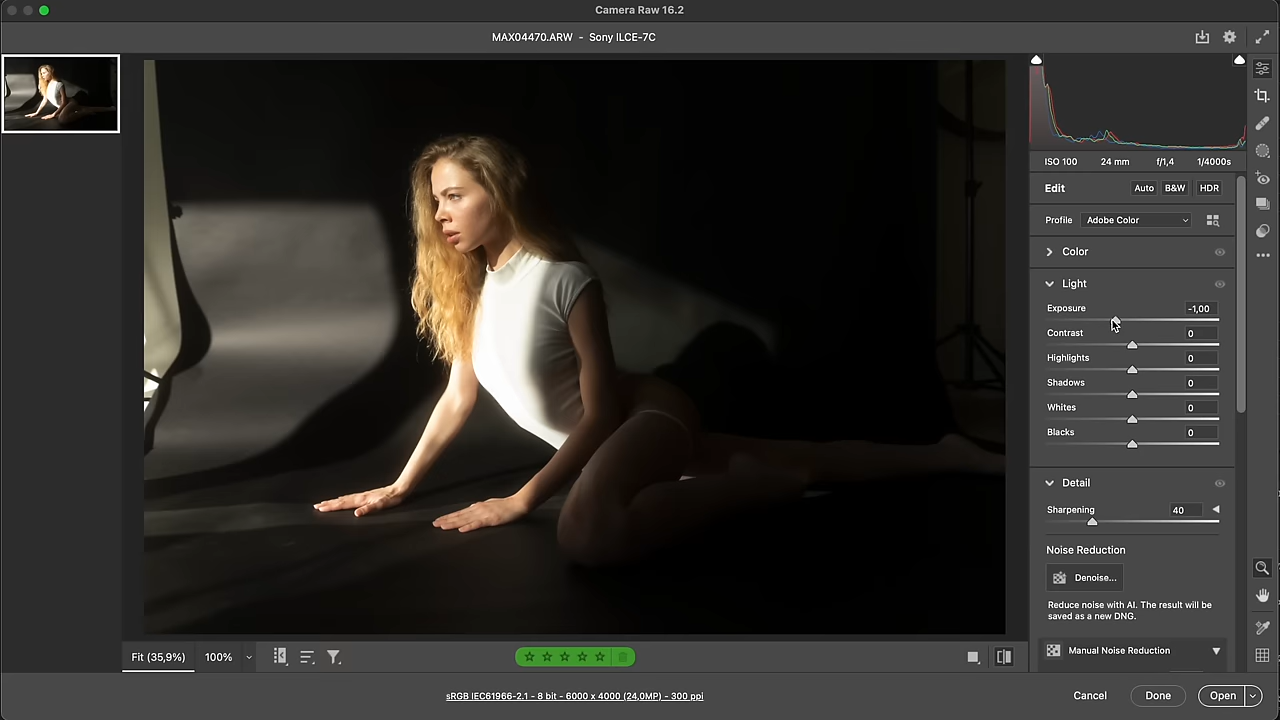 Camera Raw 16.2
MAX04470.ARW - Sony ILCE-7C
ISO 100 24 mm f/1,4 1/4000s
Edit Auto B&W HDR
Profile Adobe Color
Color
Light
Exposure -1,00
Contrast 0
Highlights 0
Shadows 0
Whites 0
Blacks 0
Detail
Sharpening 40
Noise Reduction
Denoise...
Reduce noise with AI. The result will be
saved as a new DNG.
Manual Noise Reduction
Fit (35,9%) 100%
sRGB IEC61966-2.1 - 8 bit - 6000 x 4000 (24,0MP) - 300 ppi
Cancel Done Open